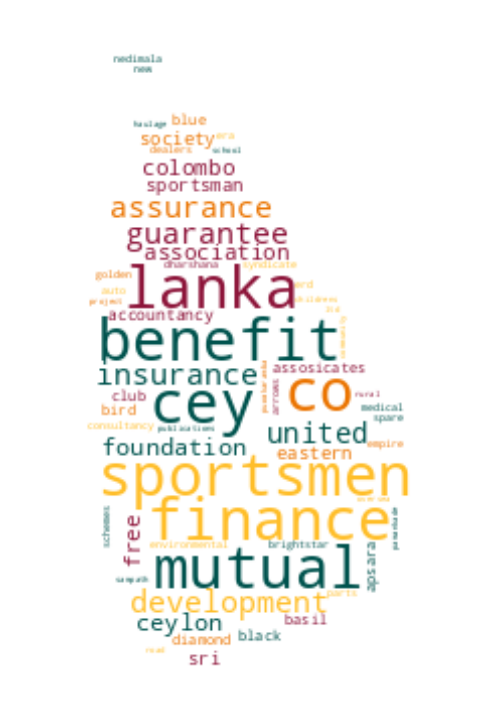 nedimala
new
haulage blue
society era
dealers school
colombo
sportsman
assurance
guarantee
association
dharshana syndicate
golden
lanka
auto
project
accountancy
benefit
insurance assosicates
club cey co rural
bird arrows medical
spare
consultancy publications
united
foundation eastern empire
sportsmen
finance
schemes free
environmental brightstar
mutual apsara
sampath
development parts
ceylon basil
diamond black
sri